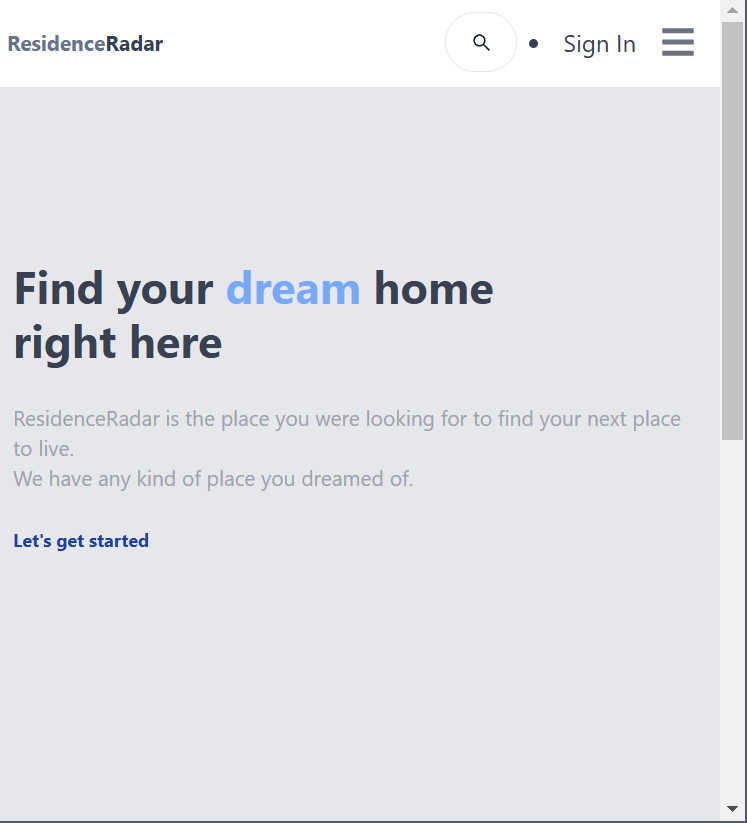 ResidenceRadar
Sign In
Find your dream home
right here
ResidenceRadar is the place you were looking for to find your next place
to live.
We have any kind of place you dreamed of.
Let's get started